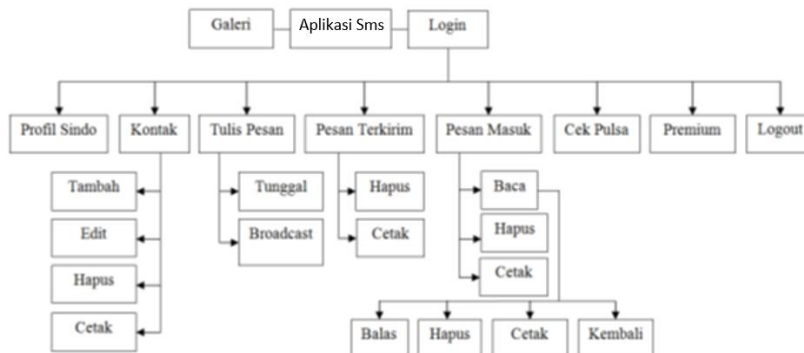 Galeri
Aplikasi Sms
Login
Profil Sindo
Kontak
Tulis Pesan
Pesan Terkirim
Pesan Masuk
Cek Pulsa
Premium
Logout
Tambah
Edit
Hapus
Cetak
Tunggal
Broadcast
Hapus
Cetak
Baca
Hapus
Cetak
Balas
Hapus
Cetak
Kembali